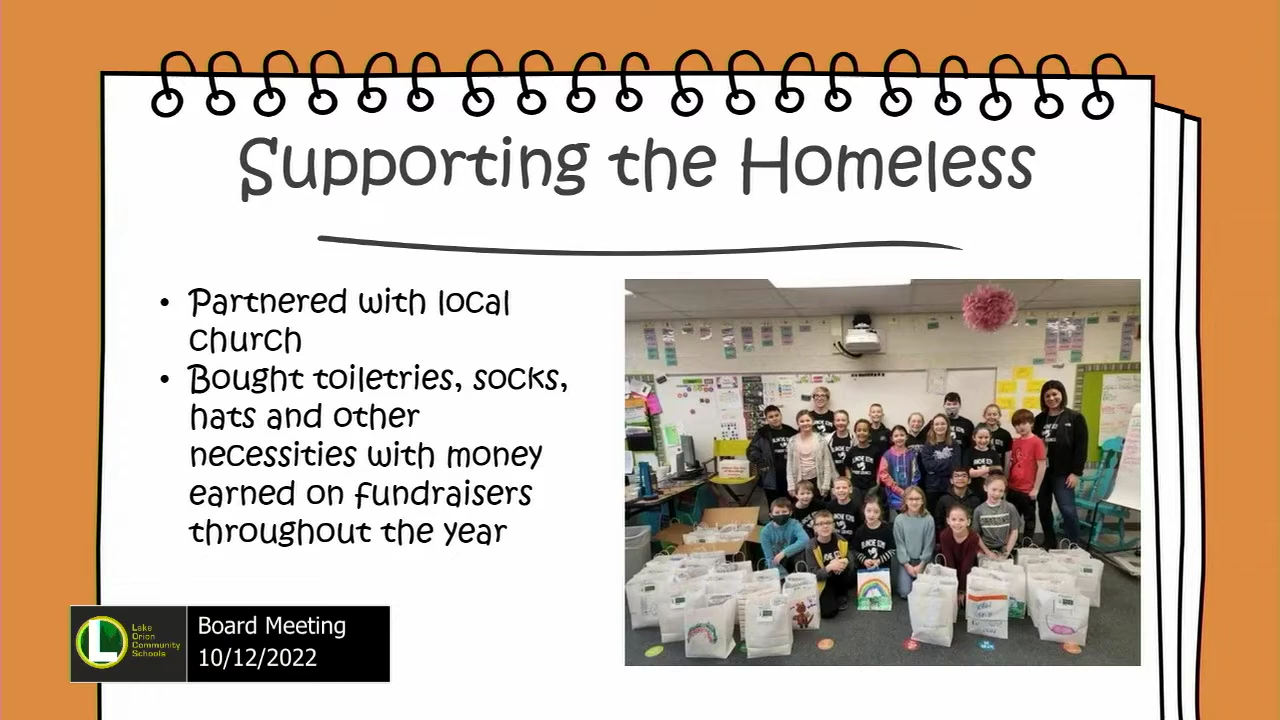 Supporting the Homeless
• Partnered with local
church
• Bought toiletries, socks,
hats and other
necessities with money
earned on fundraisers
throughout the year
L
Lake
Orion
Community
Schools
Board Meeting
10/12/2022